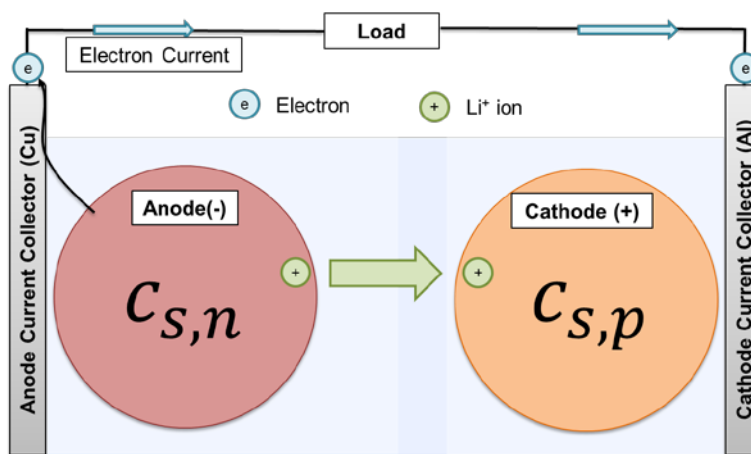 Load
Electron Current
e
e
e
Electron
+
Li⁺ ion
Anode Current Collector (Cu)
Anode(-)
+
c_{s,n}
Cathode (+)
+
c_{s,p}
Cathode Current Collector (Al)